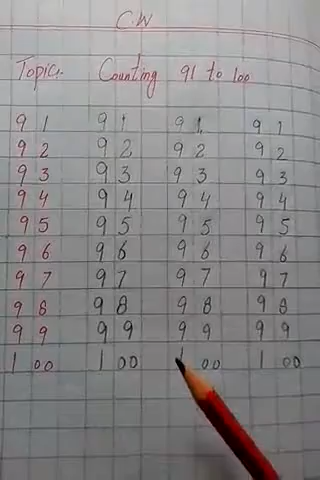 C.W
Topic:- Counting 91 to 100
91 91 91 91
92 92 92 92
93 93 93 93
94 94 94 94
95 95 95 95
96 96 96 96
97 97 97 97
98 98 98 98
99 99 99 99
100 100 100 100